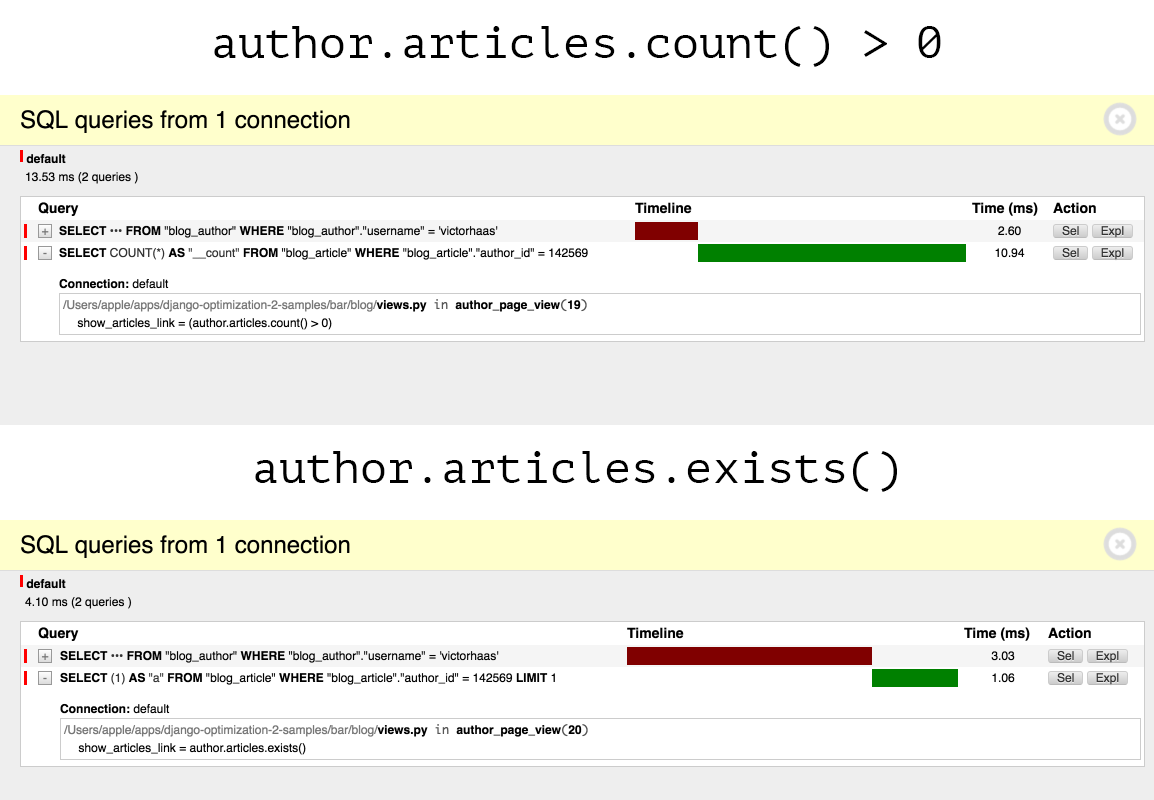 author.articles.count() > 0
SQL queries from 1 connection
default
13.53 ms (2 queries )
Query Timeline Time (ms) Action
+ SELECT ••• FROM "blog_author" WHERE "blog_author"."username" = 'victorhaas' 2.60 Sel Expl
- SELECT COUNT(*) AS "__count" FROM "blog_article" WHERE "blog_article"."author_id" = 142569 10.94 Sel Expl
Connection: default
/Users/apple/apps/django-optimization-2-samples/bar/blog/views.py in author_page_view(19)
show_articles_link = (author.articles.count() > 0)
author.articles.exists()
SQL queries from 1 connection
default
4.10 ms (2 queries )
Query Timeline Time (ms) Action
+ SELECT ••• FROM "blog_author" WHERE "blog_author"."username" = 'victorhaas' 3.03 Sel Expl
- SELECT (1) AS "a" FROM "blog_article" WHERE "blog_article"."author_id" = 142569 LIMIT 1 1.06 Sel Expl
Connection: default
/Users/apple/apps/django-optimization-2-samples/bar/blog/views.py in author_page_view(20)
show_articles_link = author.articles.exists()